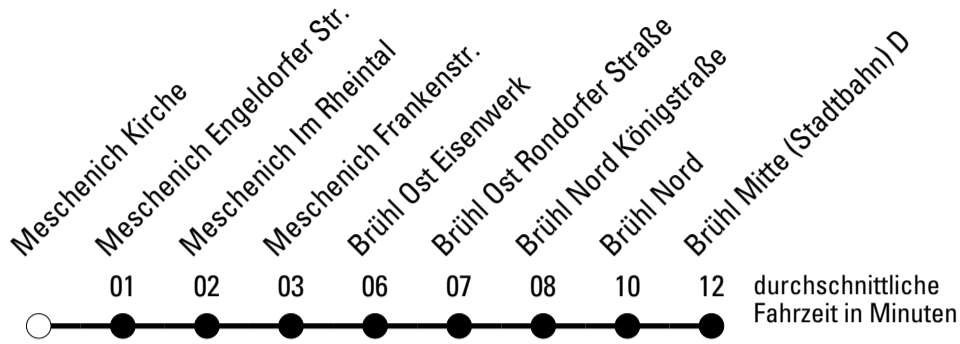 Meschenich Kirche
Meschenich Engeldorfer Str.
Meschenich Im Rheintal
Meschenich Frankenstr.
Brühl Ost Eisenwerk
Brühl Ost Rondorfer Straße
Brühl Nord Königstraße
Brühl Nord
Brühl Mitte (Stadtbahn) D
01 02 03 06 07 08 10 12
durchschnittliche
Fahrzeit in Minuten